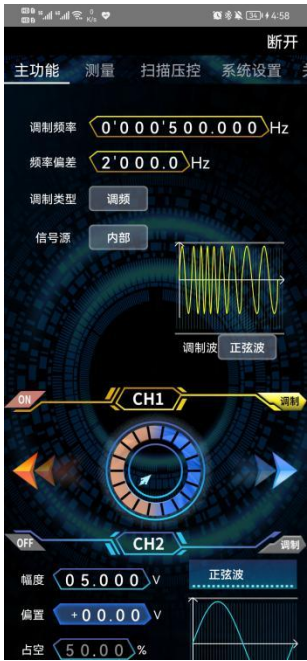 0 K/s 34 4:58
断开
主功能 测量 扫描压控 系统设置
调制频率 0'000'500.000 Hz
频率偏差 2'000.0 Hz
调制类型 调频
信号源 内部
调制波 正弦波
ON CH1 调制
OFF CH2 调制
幅度 05.000 V 正弦波
偏置 +00.00 V
占空 50.00 %